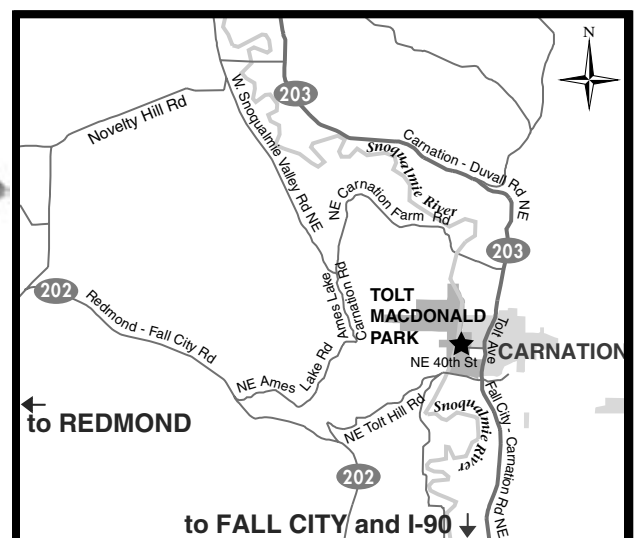 N
203
Novelty Hill Rd
W. Snoqualmie Valley Rd NE
Carnation - Duvall Rd NE
Snoqualmie River
NE Carnation Farm Rd
203
202
Redmond - Fall City Rd
Ames Lake
Carnation Rd
TOLT
MACDONALD
PARK
Tolt Ave
CARNATION
NE 40th St
NE Ames Lake Rd
to REDMOND
NE Tolt Hill Rd
Snoqualmie River
Fall City - Carnation Rd NE
202
to FALL CITY and I-90